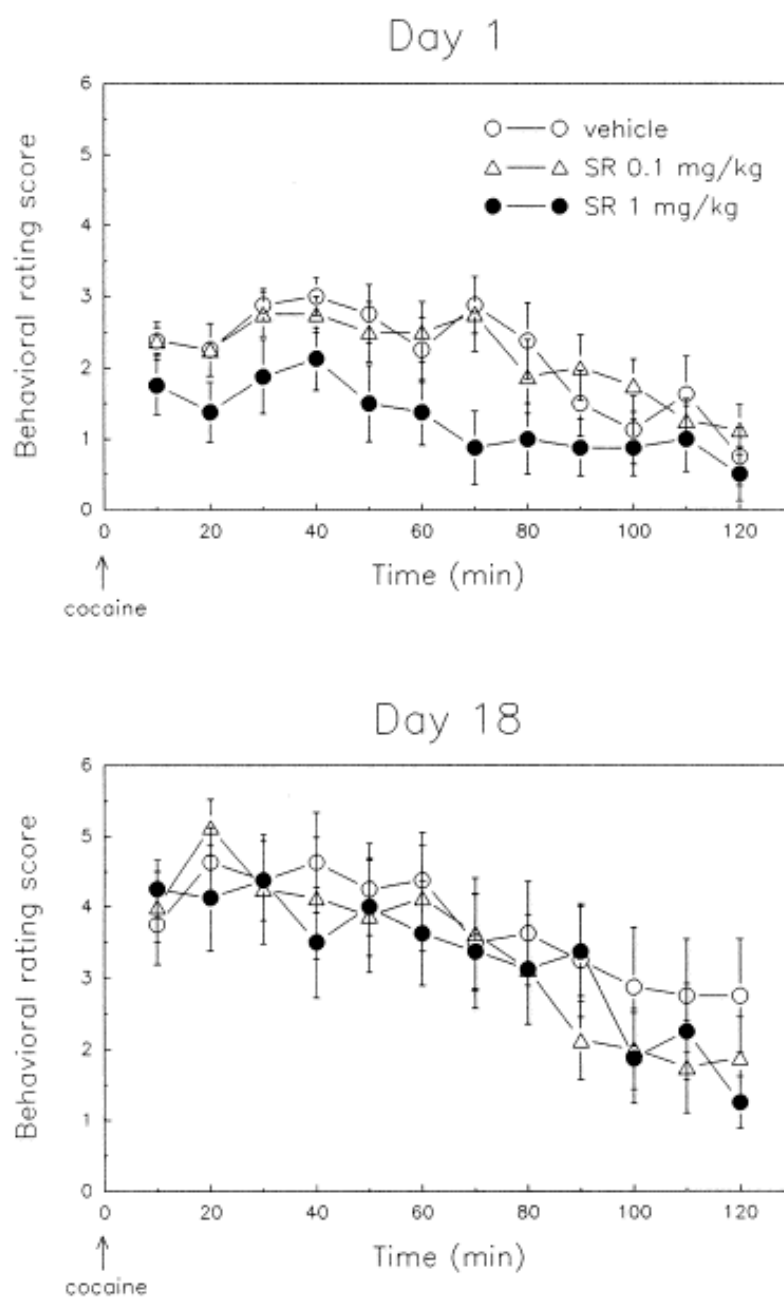 Day 1
6
5
4
3
2
1
0
Behavioral rating score
vehicle
SR 0.1 mg/kg
SR 1 mg/kg
0 20 40 60 80 100 120
Time (min)
cocaine
Day 18
6
5
4
3
2
1
0
Behavioral rating score
0 20 40 60 80 100 120
Time (min)
cocaine